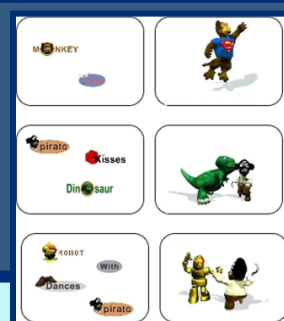 MONKEY
pirate
Kisses
Dinosaur
ROBOT
With
Dances
pirate